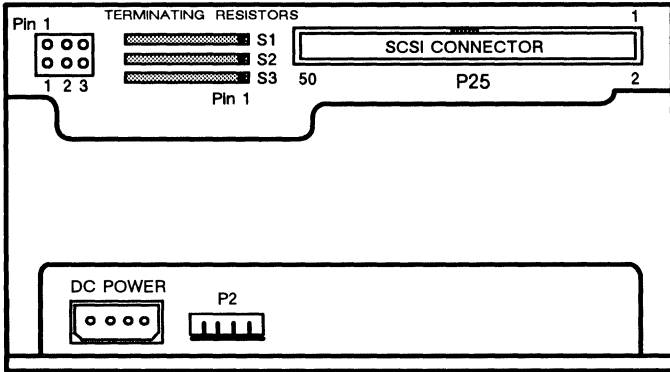 TERMINATING RESISTORS
1
Pin 1
S1
SCSI CONNECTOR
S2
S3
50
P25
2
1 2 3
Pin 1
DC POWER
P2